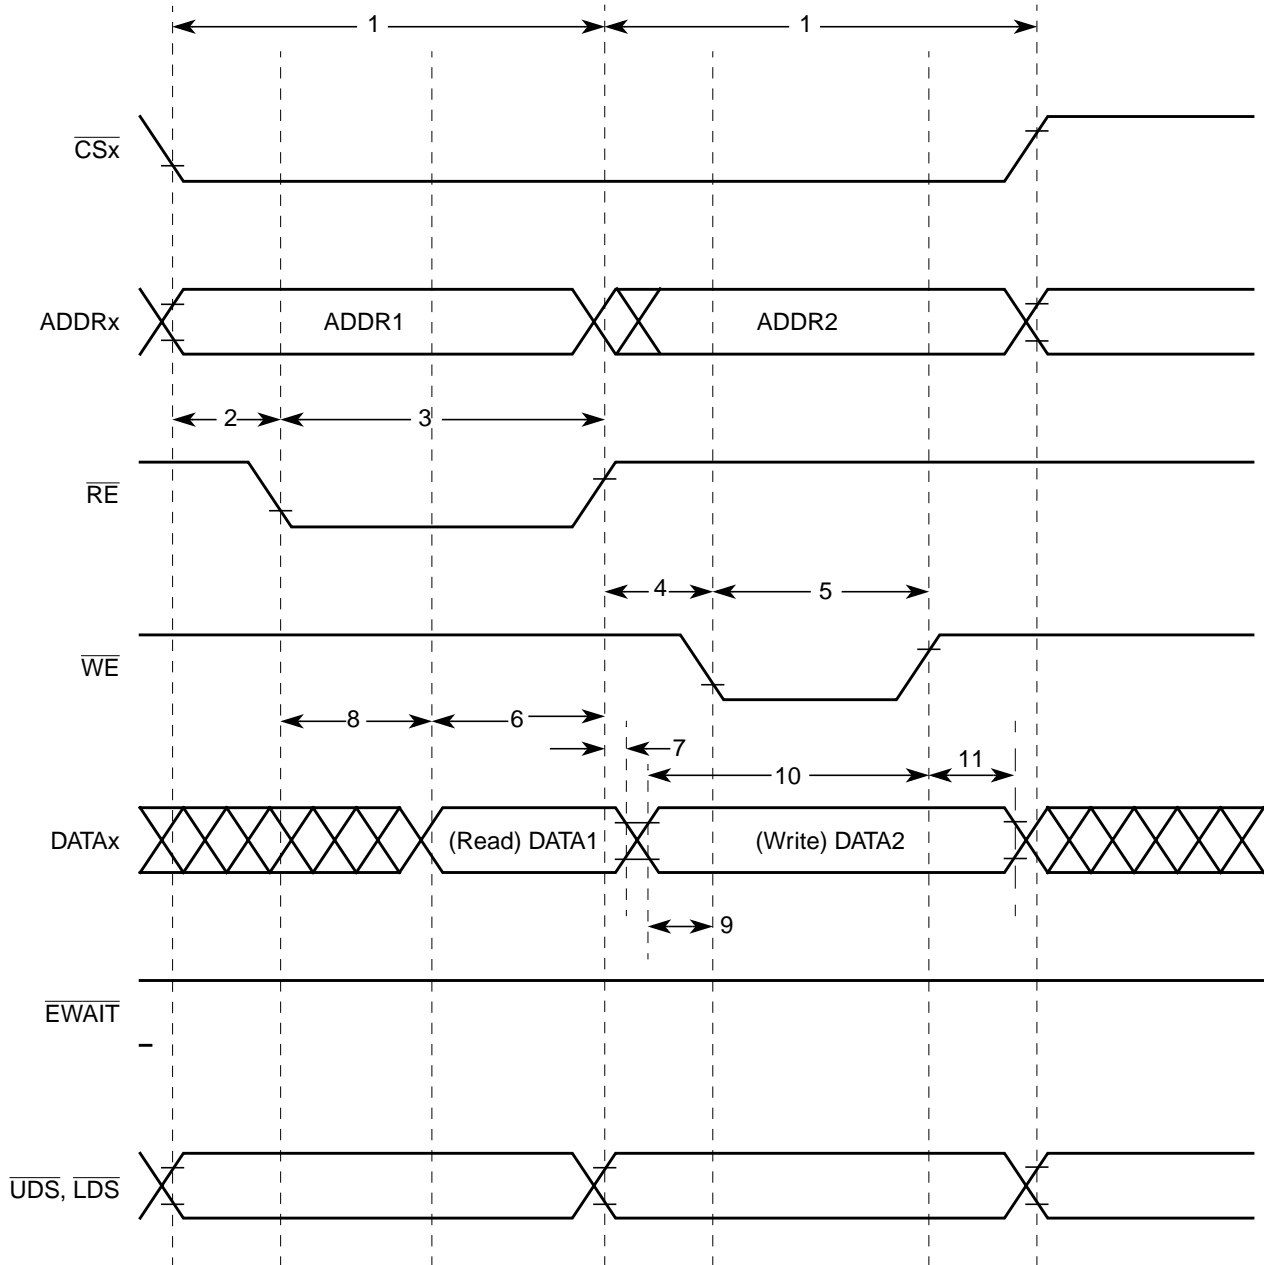 1 1
CSx
ADDRx ADDR1 ADDR2
2 3
RE
4 5
WE
8 6
7
10 11
DATAx (Read) DATA1 (Write) DATA2
9
EWAIT
UDS, LDS